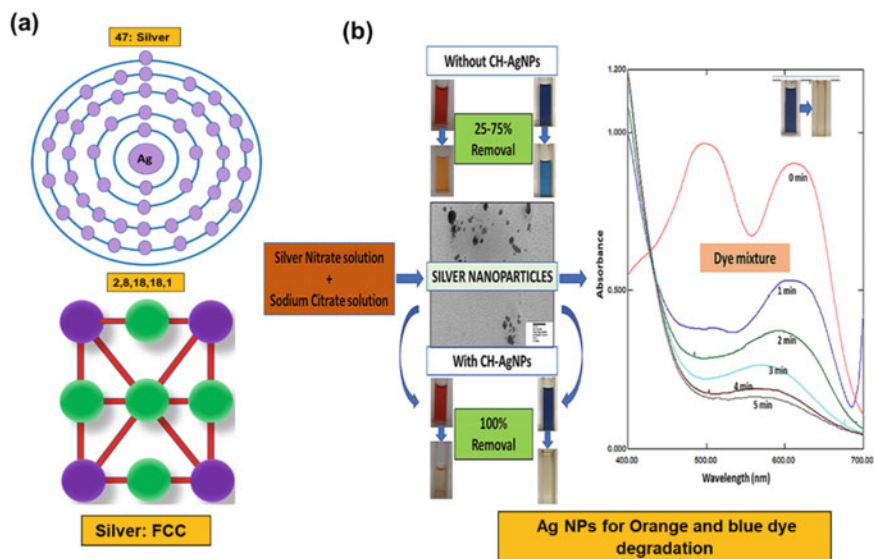 (a)
47: Silver
Ag
2,8,18,18,1
Silver: FCC
(b)
Without CH-AgNPs
25-75%
Removal
Silver Nitrate solution
+
Sodium Citrate solution
SILVER NANOPARTICLES
With CH-AgNPs
100%
Removal
Absorbance
1.200
1.000
0.500
0.000
400.00
500.00
600.00
700.00
Wavelength (nm)
0 min
Dye mixture
1 min
2 min
3 min
4 min
5 min
Ag NPs for Orange and blue dye
degradation